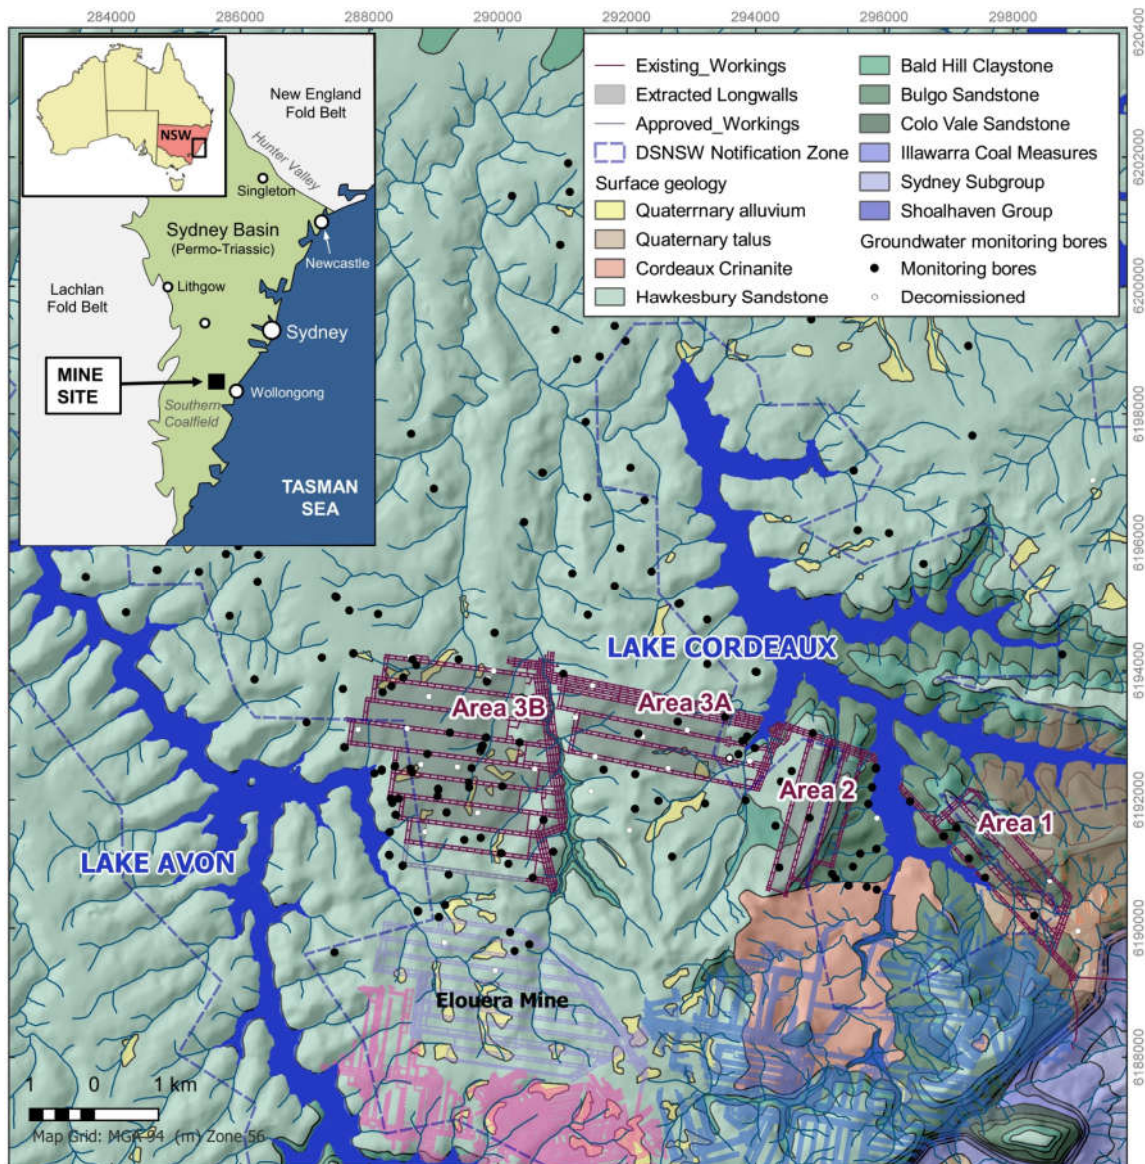 284000 286000 288000 290000 292000 294000 296000 298000
6204000
6202000
6200000
6198000
6196000
6194000
6192000
6190000
6188000
NSW
New England
Fold Belt
Hunter Valley
Singleton
Sydney Basin
(Permo-Triassic)
Newcastle
Lachlan
Fold Belt
Lithgow
Sydney
MINE
SITE
Wollongong
Southern
Coalfield
TASMAN
SEA
Existing_Workings
Extracted Longwalls
Approved_Workings
DSNSW Notification Zone
Surface geology
Quaterrnary alluvium
Quaternary talus
Cordeaux Crinanite
Hawkesbury Sandstone
Bald Hill Claystone
Bulgo Sandstone
Colo Vale Sandstone
Illawarra Coal Measures
Sydney Subgroup
Shoalhaven Group
Groundwater monitoring bores
Monitoring bores
Decomissioned
LAKE CORDEAUX
Area 3B
Area 3A
Area 2
Area 1
LAKE AVON
Elouera Mine
1 0 1 km
Map Grid: MGA 94 (m) Zone 56